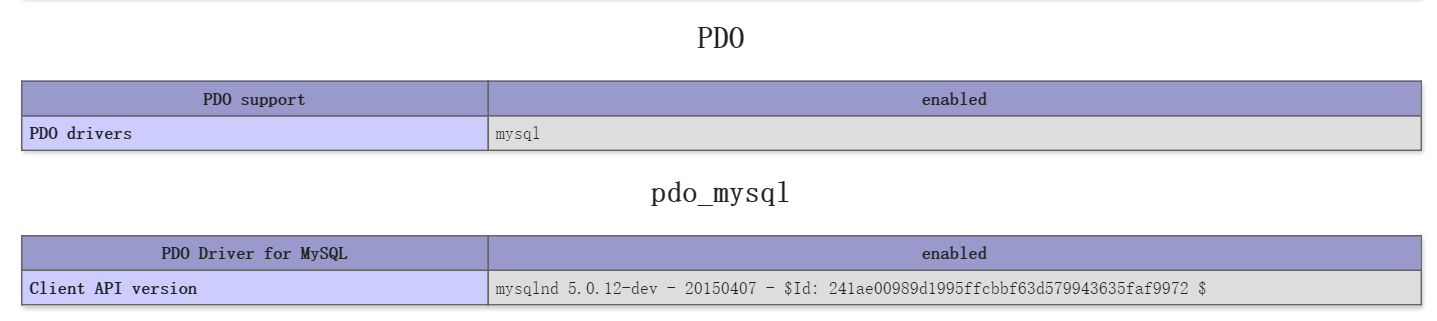 PDO
PDO support enabled
PDO drivers mysql
pdo_mysql
PDO Driver for MySQL enabled
Client API version mysqlnd 5.0.12-dev - 20150407 - $Id: 241ae00989d1995ffcbbf63d579943635faf9972 $